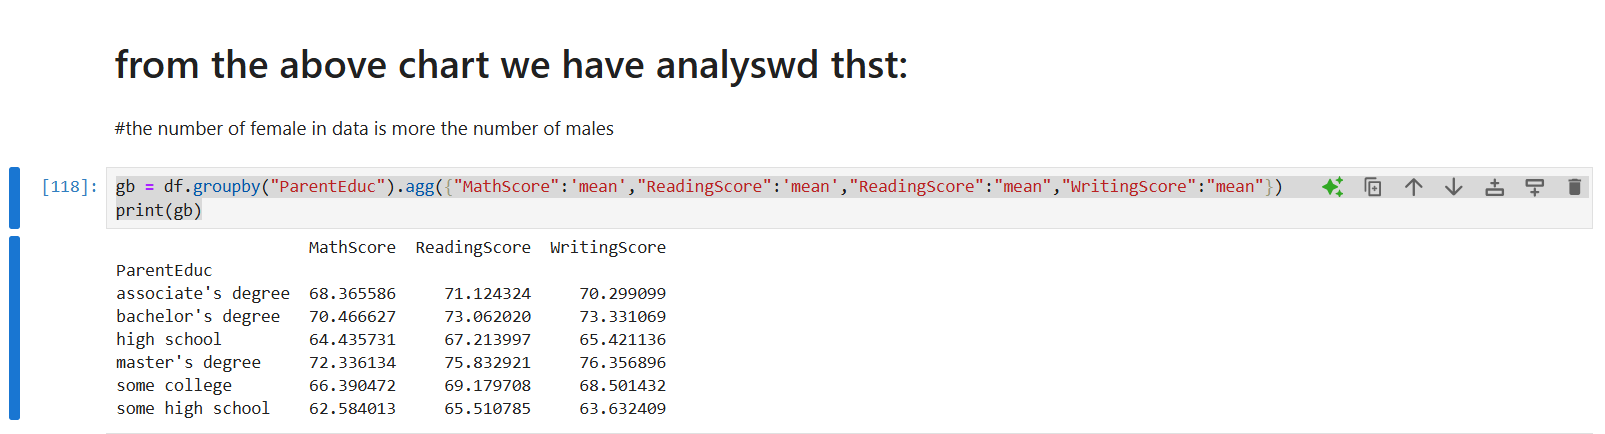 from the above chart we have analyswd thst:
#the number of female in data is more the number of males
[118]: gb = df.groupby("ParentEduc").agg({"MathScore":'mean',"ReadingScore":'mean',"ReadingScore":"mean","WritingScore":"mean"})
print(gb)
MathScore ReadingScore WritingScore
ParentEduc
associate's degree 68.365586 71.124324 70.299099
bachelor's degree 70.466627 73.062020 73.331069
high school 64.435731 67.213997 65.421136
master's degree 72.336134 75.832921 76.356896
some college 66.390472 69.179708 68.501432
some high school 62.584013 65.510785 63.632409